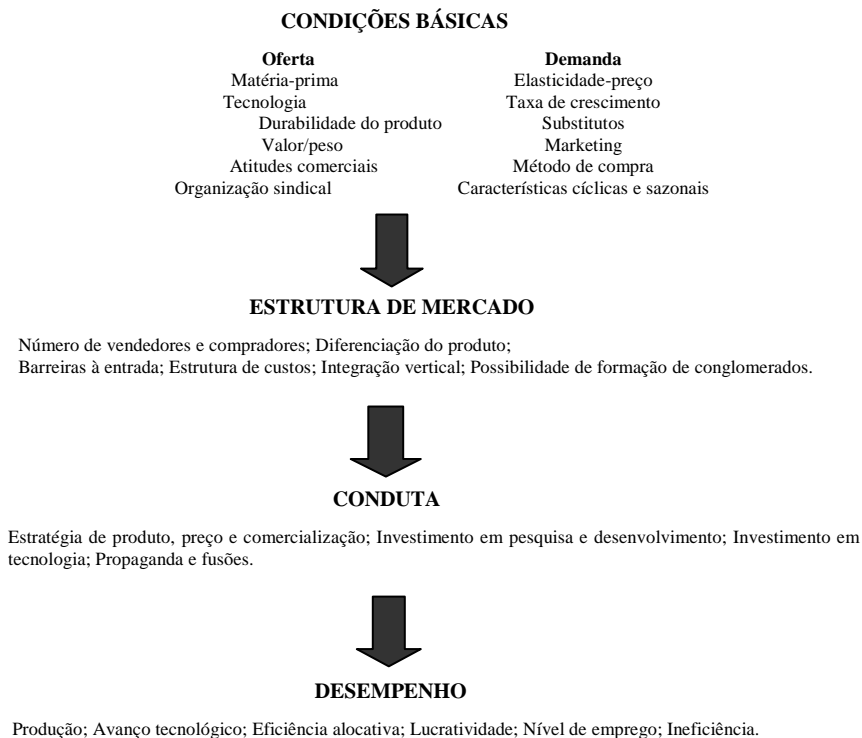 CONDIÇÕES BÁSICAS
Oferta Demanda
Matéria-prima Elasticidade-preço
Tecnologia Taxa de crescimento
Durabilidade do produto Substitutos
Valor/peso Marketing
Atitudes comerciais Método de compra
Organização sindical Características cíclicas e sazonais
ESTRUTURA DE MERCADO
Número de vendedores e compradores; Diferenciação do produto;
Barreiras à entrada; Estrutura de custos; Integração vertical; Possibilidade de formação de conglomerados.
CONDUTA
Estratégia de produto, preço e comercialização; Investimento em pesquisa e desenvolvimento; Investimento em
tecnologia; Propaganda e fusões.
DESEMPENHO
Produção; Avanço tecnológico; Eficiência alocativa; Lucratividade; Nível de emprego; Ineficiência.